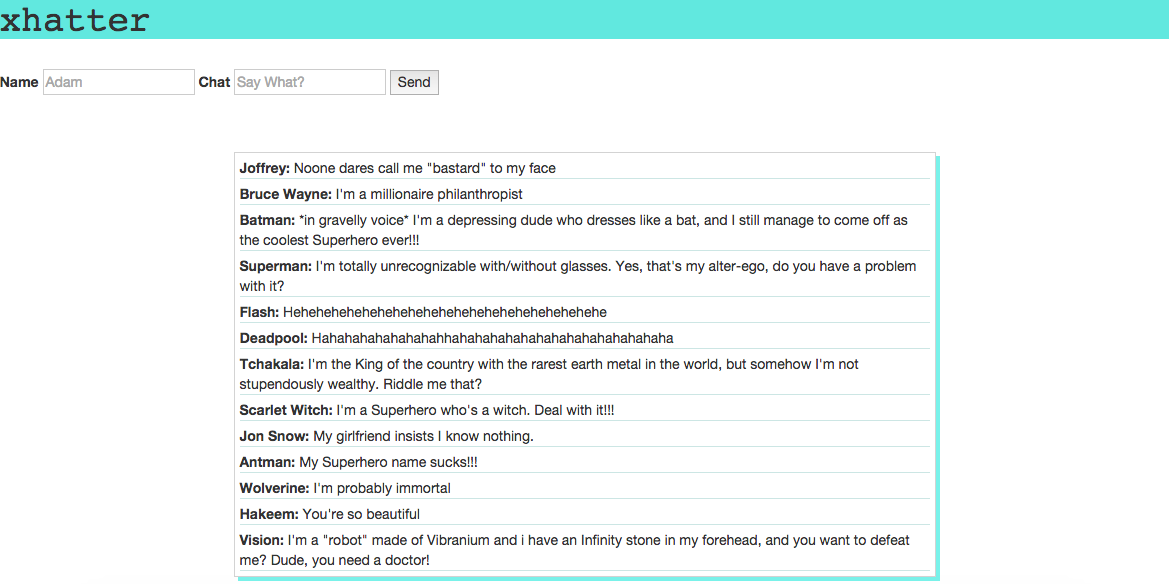 xhatter
Name Adam Chat Say What? Send
Joffrey: Noone dares call me "bastard" to my face
Bruce Wayne: I'm a millionaire philanthropist
Batman: *in gravelly voice* I'm a depressing dude who dresses like a bat, and I still manage to come off as
the coolest Superhero ever!!!
Superman: I'm totally unrecognizable with/without glasses. Yes, that's my alter-ego, do you have a problem
with it?
Flash: Hehehehehehehehehehehehehehehehehehehehehe
Deadpool: Hahahahahahahahahhahahahahahahahahahahahahahaha
Tchakala: I'm the King of the country with the rarest earth metal in the world, but somehow I'm not
stupendously wealthy. Riddle me that?
Scarlet Witch: I'm a Superhero who's a witch. Deal with it!!!
Jon Snow: My girlfriend insists I know nothing.
Antman: My Superhero name sucks!!!
Wolverine: I'm probably immortal
Hakeem: You're so beautiful
Vision: I'm a "robot" made of Vibranium and i have an Infinity stone in my forehead, and you want to defeat
me? Dude, you need a doctor!